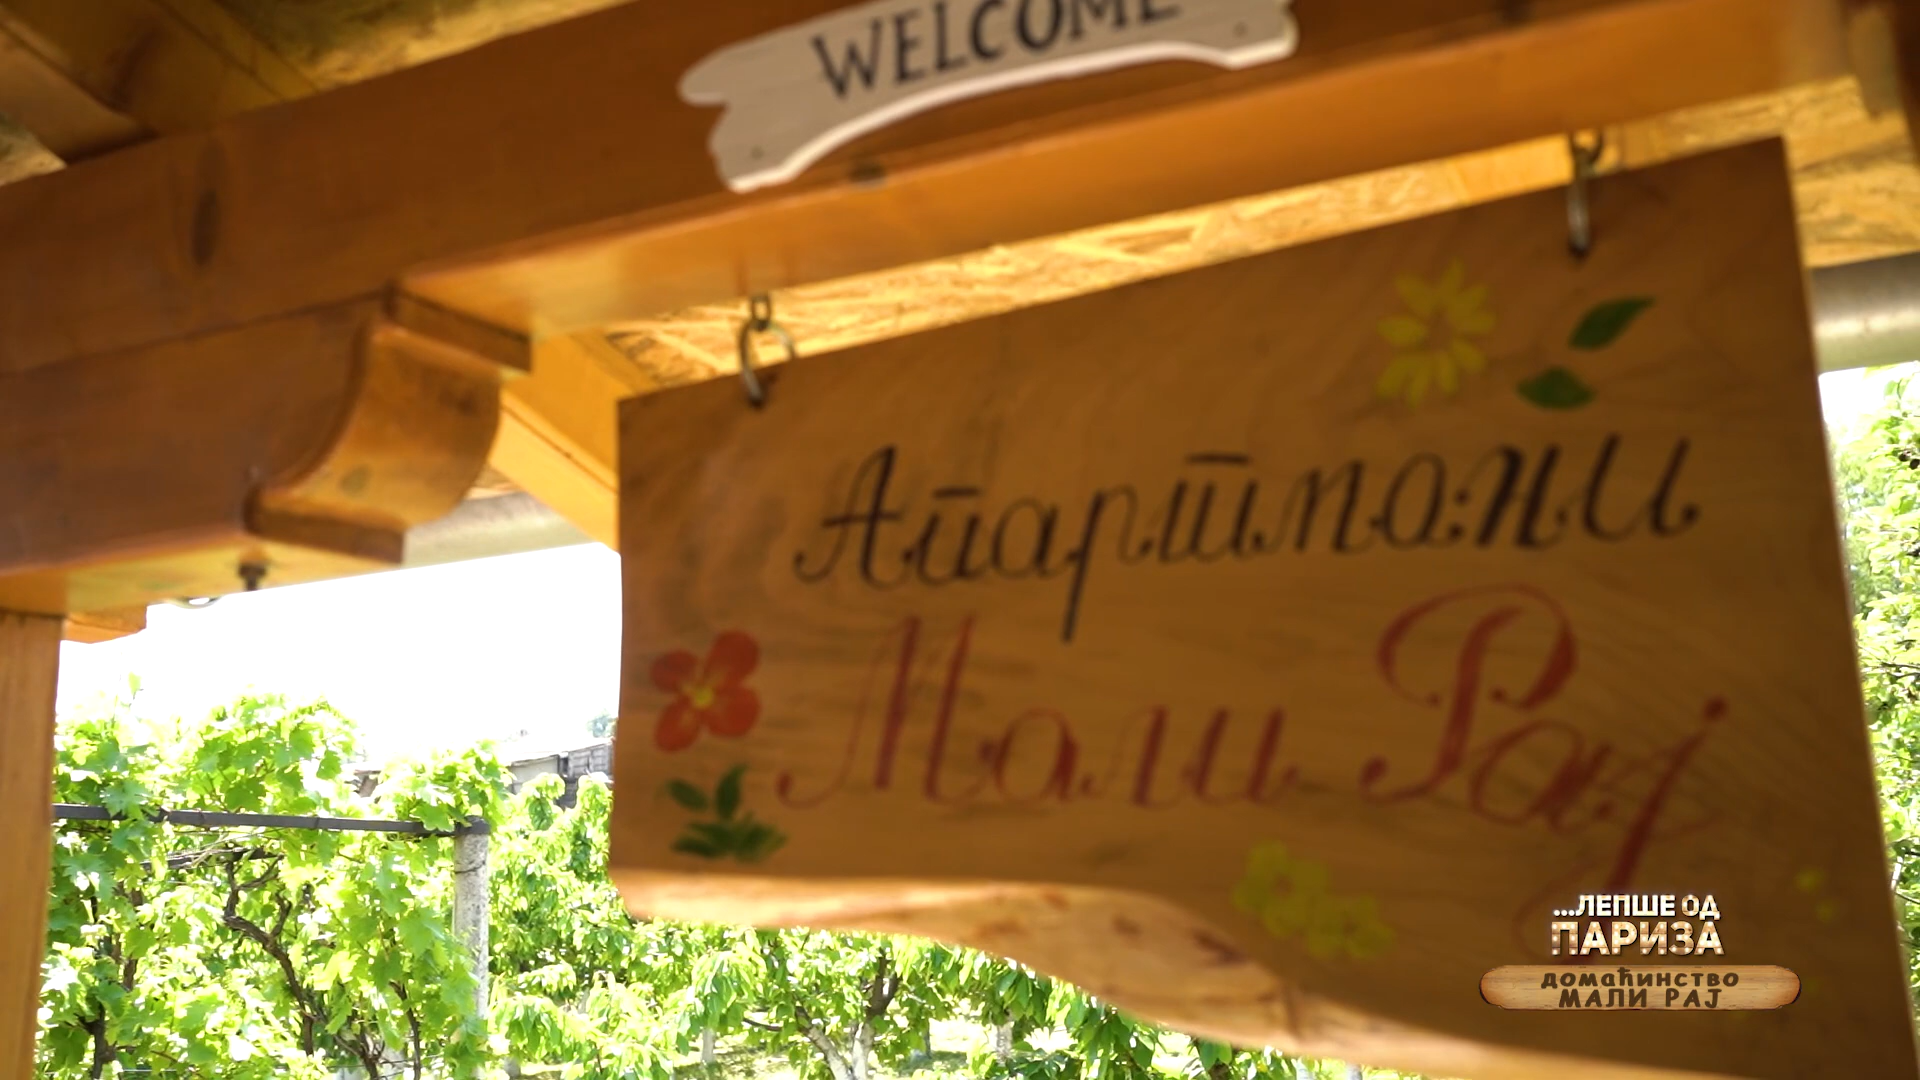 WELCOME
Апартмани
Мали Рај
...ЛЕПШЕ ОД
ПАРИЗА
домаћинство
МАЛИ РАЈ